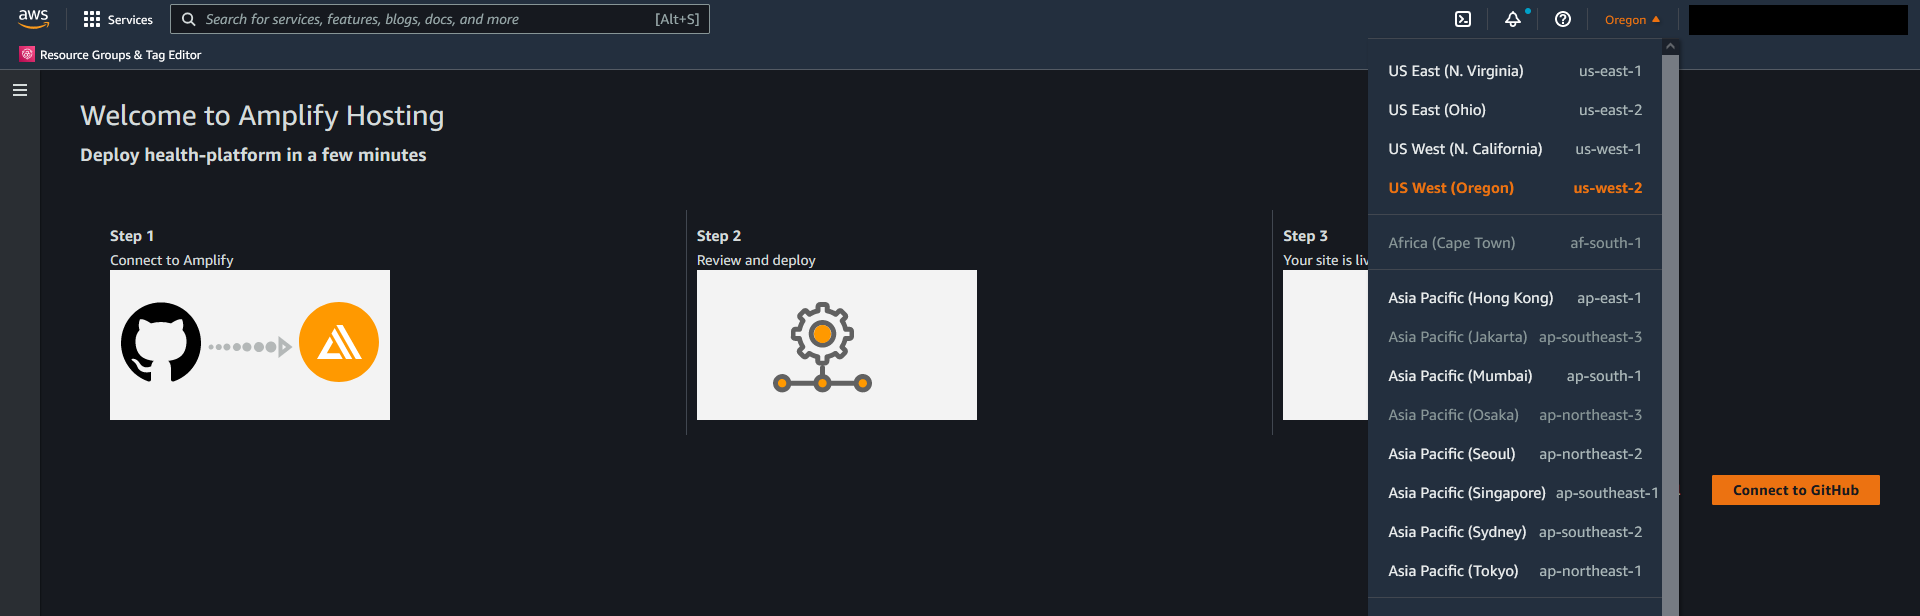 aws
Services
Search for services, features, blogs, docs, and more [Alt+S]
Oregon
Resource Groups & Tag Editor
Welcome to Amplify Hosting
Deploy health-platform in a few minutes
Step 1
Connect to Amplify
Step 2
Review and deploy
Step 3
Your site is liv
US East (N. Virginia) us-east-1
US East (Ohio) us-east-2
US West (N. California) us-west-1
US West (Oregon) us-west-2
Africa (Cape Town) af-south-1
Asia Pacific (Hong Kong) ap-east-1
Asia Pacific (Jakarta) ap-southeast-3
Asia Pacific (Mumbai) ap-south-1
Asia Pacific (Osaka) ap-northeast-3
Asia Pacific (Seoul) ap-northeast-2
Asia Pacific (Singapore) ap-southeast-1
Asia Pacific (Sydney) ap-southeast-2
Asia Pacific (Tokyo) ap-northeast-1
Connect to GitHub